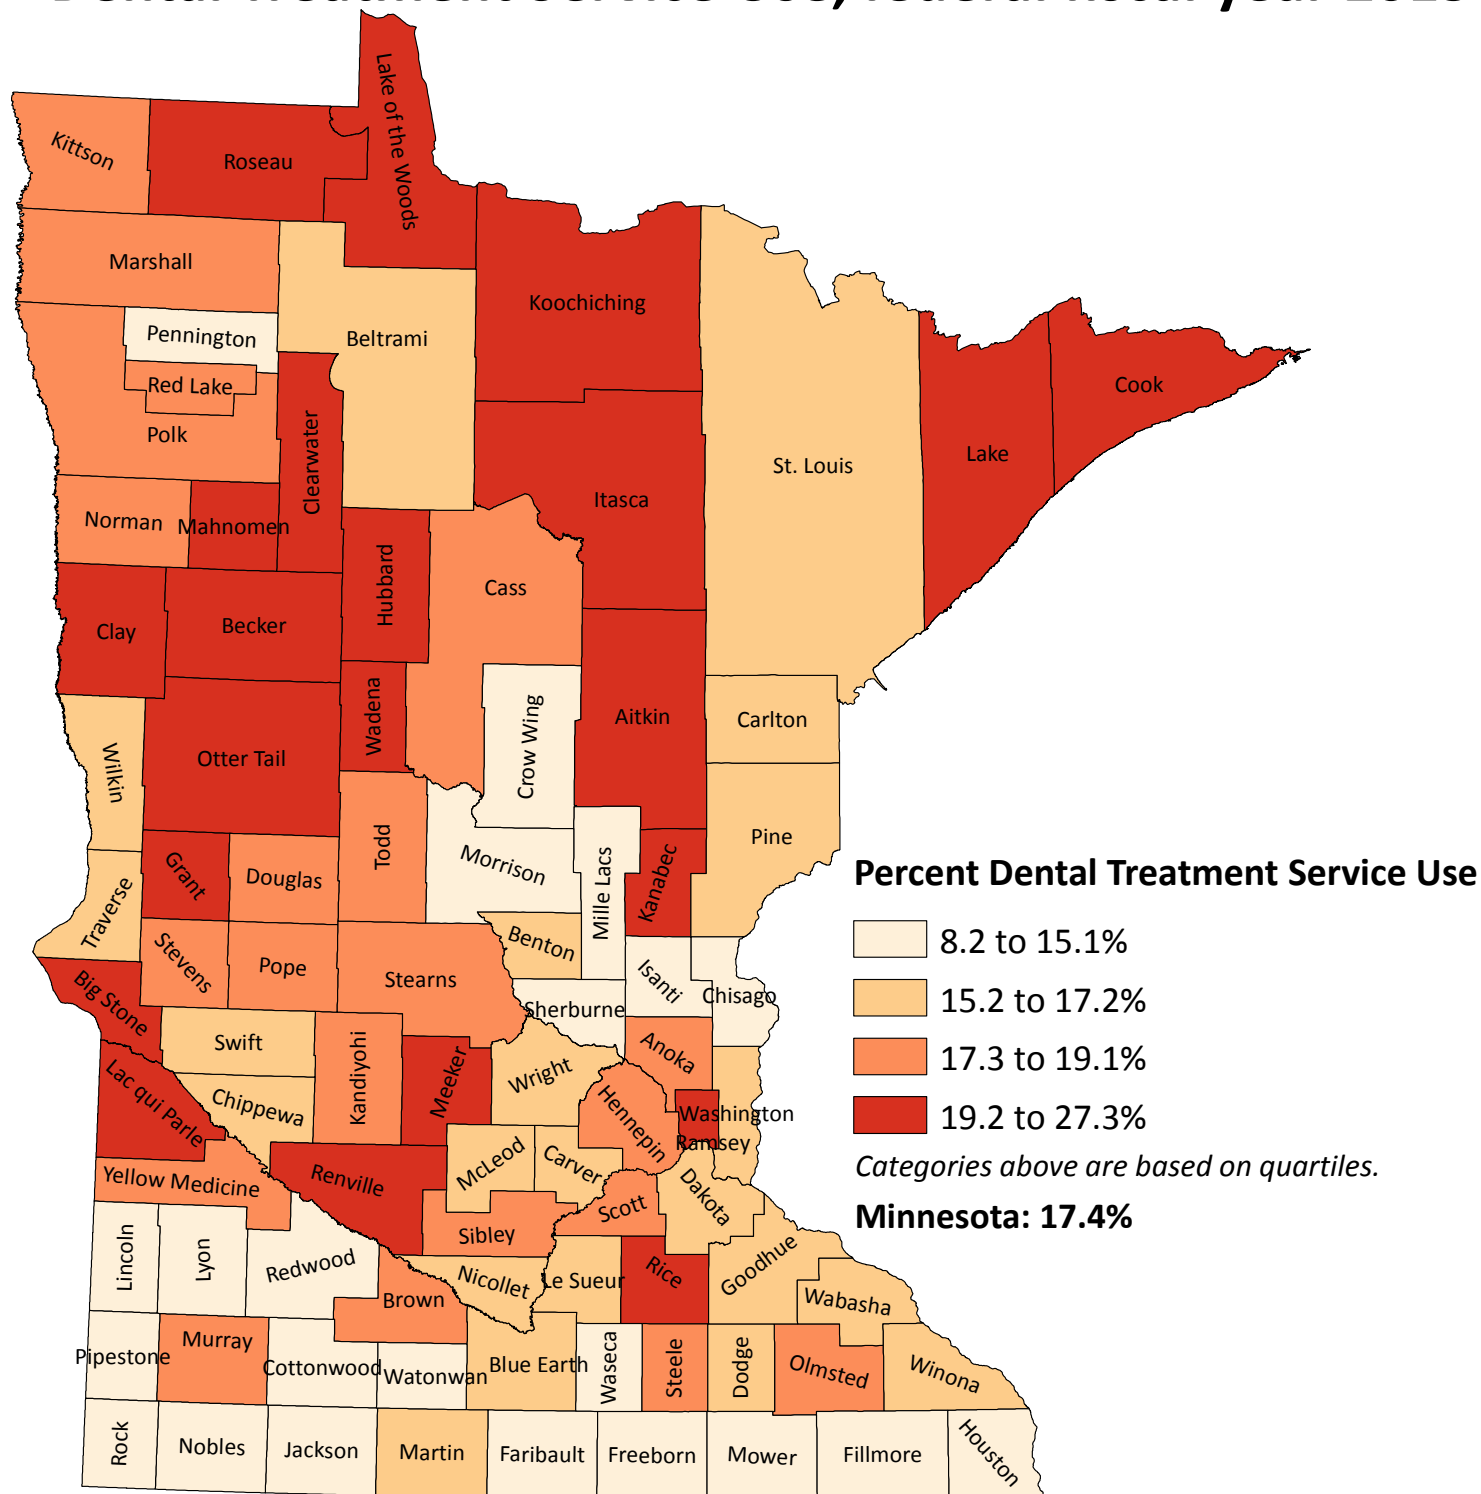 Kittson
Roseau
Lake of the Woods
Marshall
Koochiching
Pennington
Beltrami
Red Lake
Cook
Polk
Clearwater
Lake
St. Louis
Itasca
Norman
Mahnomen
Hubbard
Cass
Clay
Becker
Wadena
Aitkin
Carlton
Crow Wing
Otter Tail
Wilkin
Pine
Todd
Morrison
Mille Lacs
Kanabec
Grant
Douglas
Traverse
Benton
Stevens
Pope
Stearns
Isanti
Chisago
Big Stone
Sherburne
Swift
Kandiyohi
Anoka
Meeker
Wright
Lac qui Parle
Chippewa
Hennepin
Washington
Ramsey
McLeod
Carver
Yellow Medicine
Renville
Dakota
Scott
Sibley
Lincoln
Lyon
Redwood
Nicollet
Le Sueur
Rice
Goodhue
Brown
Wabasha
Pipestone
Murray
Cottonwood
Watonwan
Blue Earth
Waseca
Steele
Dodge
Olmsted
Winona
Rock
Nobles
Jackson
Martin
Faribault
Freeborn
Mower
Fillmore
Houston
Percent Dental Treatment Service Use
8.2 to 15.1%
15.2 to 17.2%
17.3 to 19.1%
19.2 to 27.3%
Categories above are based on quartiles.
Minnesota: 17.4%